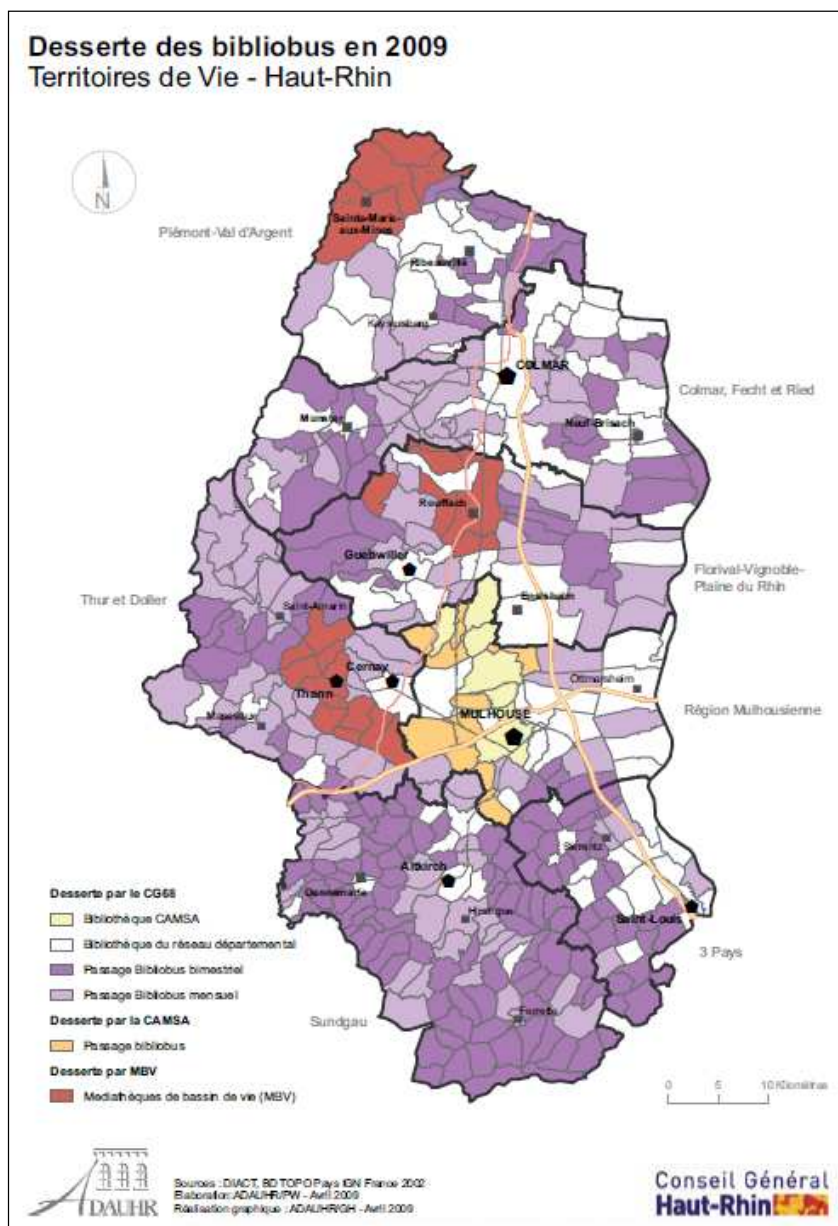 Desserte des bibliobus en 2009
Territoires de Vie - Haut-Rhin
N
Piémont-Val d'Argent
Sainte-Marie-
aux-Mines
Ribeauvillé
Kaysersberg
COLMAR
Colmar, Fecht et Ried
Munster
Neuf-Brisach
Rouffach
Guebwiller
Florival-Vignoble-
Plaine du Rhin
Thur et Doller
Saint-Amarin
Ensisheim
Cernay
Thann
Ottmarsheim
Masevaux
MULHOUSE
Région Mulhousienne
Sierentz
Altkirch
Dannemarie
Hirsingue
Saint-Louis
3 Pays
Ferrette
Sundgau
Desserte par le CG68
Bibliothèque CAMSA
Bibliothèque du réseau départemental
Passage Bibliobus bimestriel
Passage Bibliobus mensuel
Desserte par la CAMSA
Passage bibliobus
Desserte par MBV
Mediathèques de bassin de vie (MBV)
0 5 10 Kilomètres
ADAUHR
Sources : DIACT, BD TOPO Pays IGN France 2002
Elaboration: ADAUHR/PW - Avril 2009
Réalisation graphique : ADAUHR/GH - Avril 2009
Conseil Général
Haut-Rhin